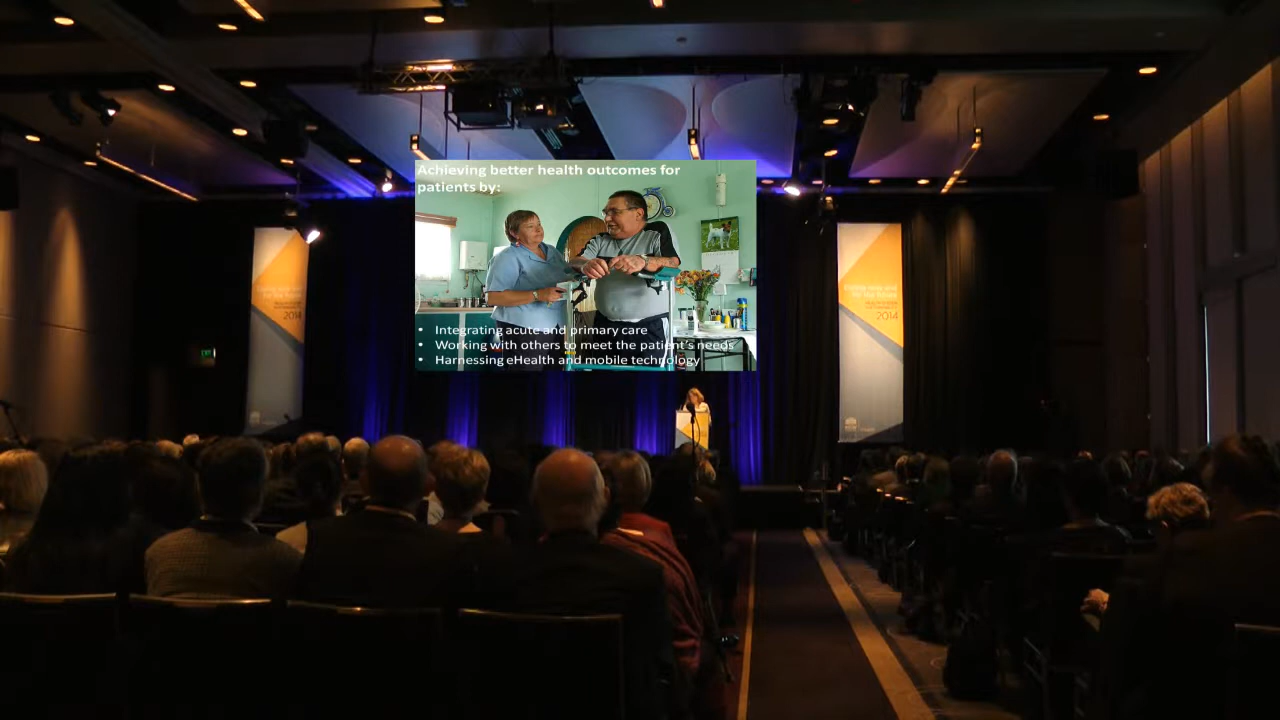 Achieving better health outcomes for
patients by:
• Integrating acute and primary care
• Working with others to meet the patient's needs
• Harnessing eHealth and mobile technology
2014
2014